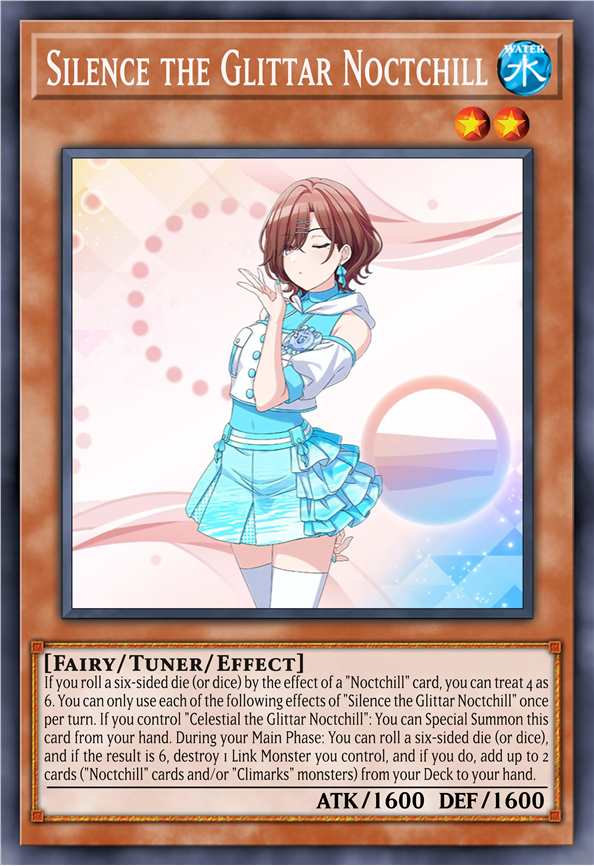 SILENCE THE GLITTAR NOCTCHILL
WATER
水
[FAIRY/TUNER/EFFECT]
If you roll a six-sided die (or dice) by the effect of a "Noctchill" card, you can treat 4 as
6. You can only use each of the following effects of "Silence the Glittar Noctchill" once
per turn. If you control "Celestial the Glittar Noctchill": You can Special Summon this
card from your hand. During your Main Phase: You can roll a six-sided die (or dice),
and if the result is 6, destroy 1 Link Monster you control, and if you do, add up to 2
cards ("Noctchill" cards and/or "Climarks" monsters) from your Deck to your hand.
ATK/1600 DEF/1600